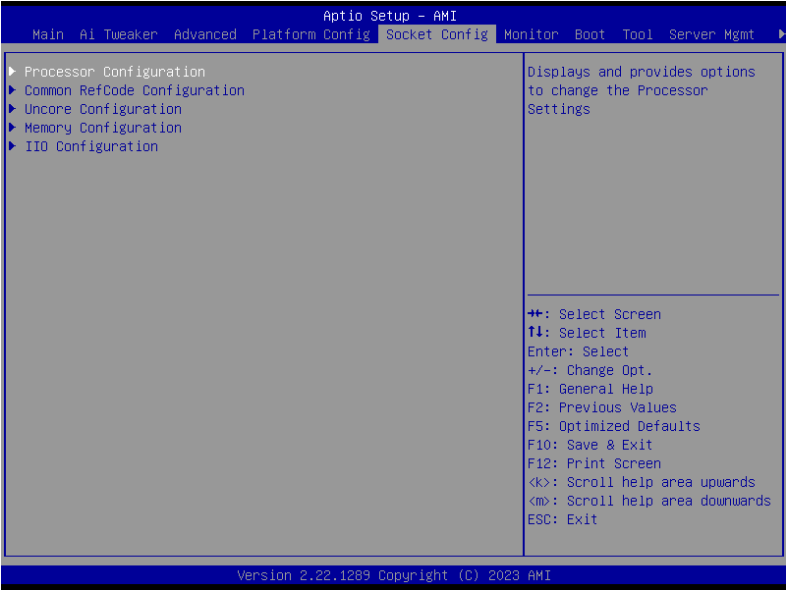 Aptio Setup – AMI
Main Ai Tweaker Advanced Platform Config Socket Config Monitor Boot Tool Server Mgmt
Processor Configuration
Common RefCode Configuration
Uncore Configuration
Memory Configuration
IIO Configuration
Displays and provides options
to change the Processor
Settings
→←: Select Screen
↑↓: Select Item
Enter: Select
+/-: Change Opt.
F1: General Help
F2: Previous Values
F5: Optimized Defaults
F10: Save & Exit
F12: Print Screen
<k>: Scroll help area upwards
<m>: Scroll help area downwards
ESC: Exit
Version 2.22.1289 Copyright (C) 2023 AMI